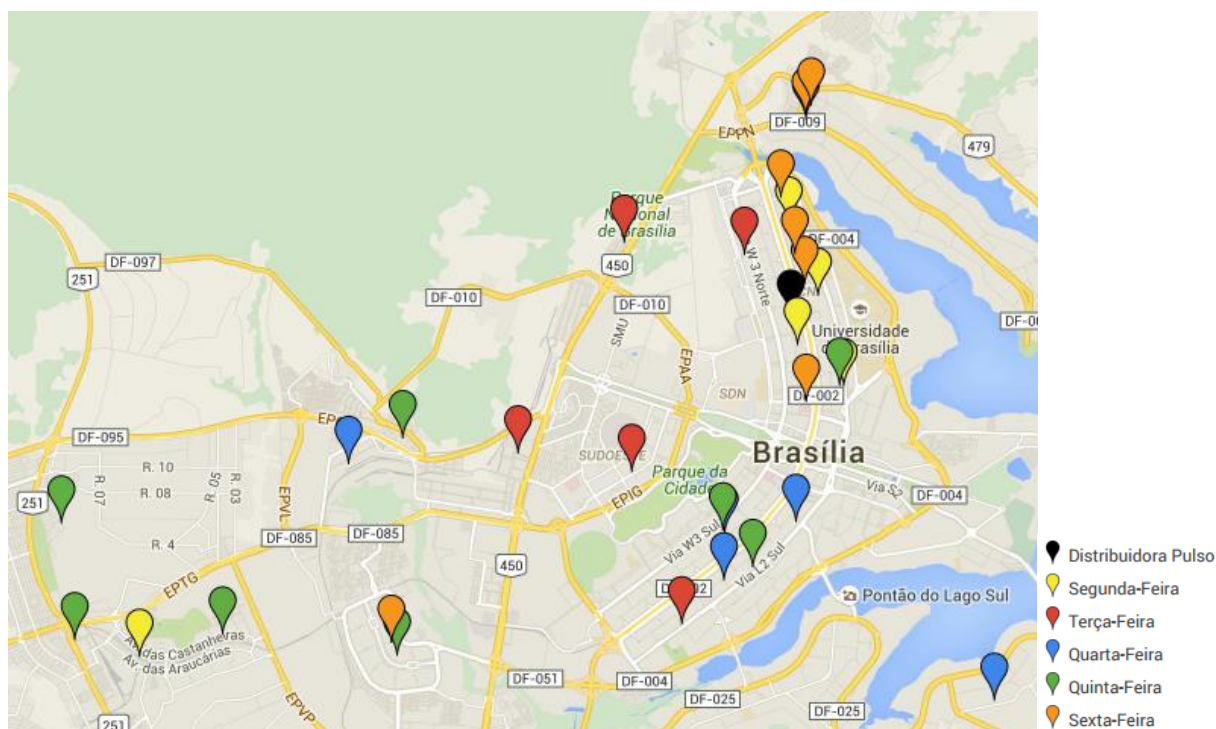 DF-009
EPPN
479
Parque
Nacional
de Brasília
DF-004
251
DF-097
W 3 Norte
450
DF-010
DF-010
SMU
Universidade
EPAA
SDN
DF-002
DF-095
SUDOESTE
Brasília
Parque da
Cidade
R. 10
R. 07
R. 05
R. 03
R. 08
251
EPVL
EPIG
Via S2
DF-004
DF-085
DF-085
Via W3 Sul
R. 4
450
Via L2 Sul
EPTG
Pontão do Lago Sul
Av. das Castanheiras
Av. das Araucárias
DF-051
DF-004
DF-025
DF-025
251
EPVP
Distribuidora Pulso
Segunda-Feira
Terça-Feira
Quarta-Feira
Quinta-Feira
Sexta-Feira